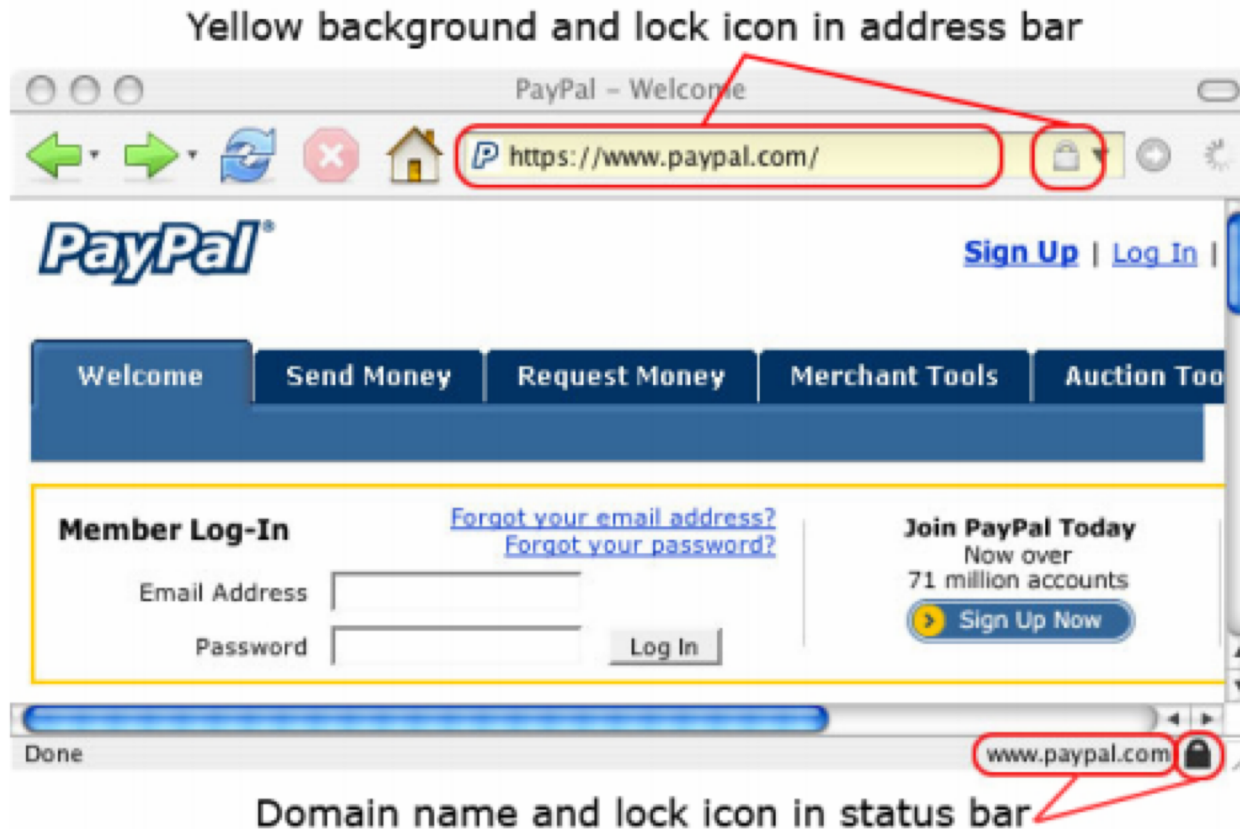 Yellow background and lock icon in address bar
PayPal – Welcome
P https://www.paypal.com/
PayPal®
Sign Up | Log In |
Welcome Send Money Request Money Merchant Tools Auction Too
Member Log-In
Forgot your email address?
Forgot your password?
Email Address
Password
Log In
Join PayPal Today
Now over
71 million accounts
Sign Up Now
Done
www.paypal.com
Domain name and lock icon in status bar